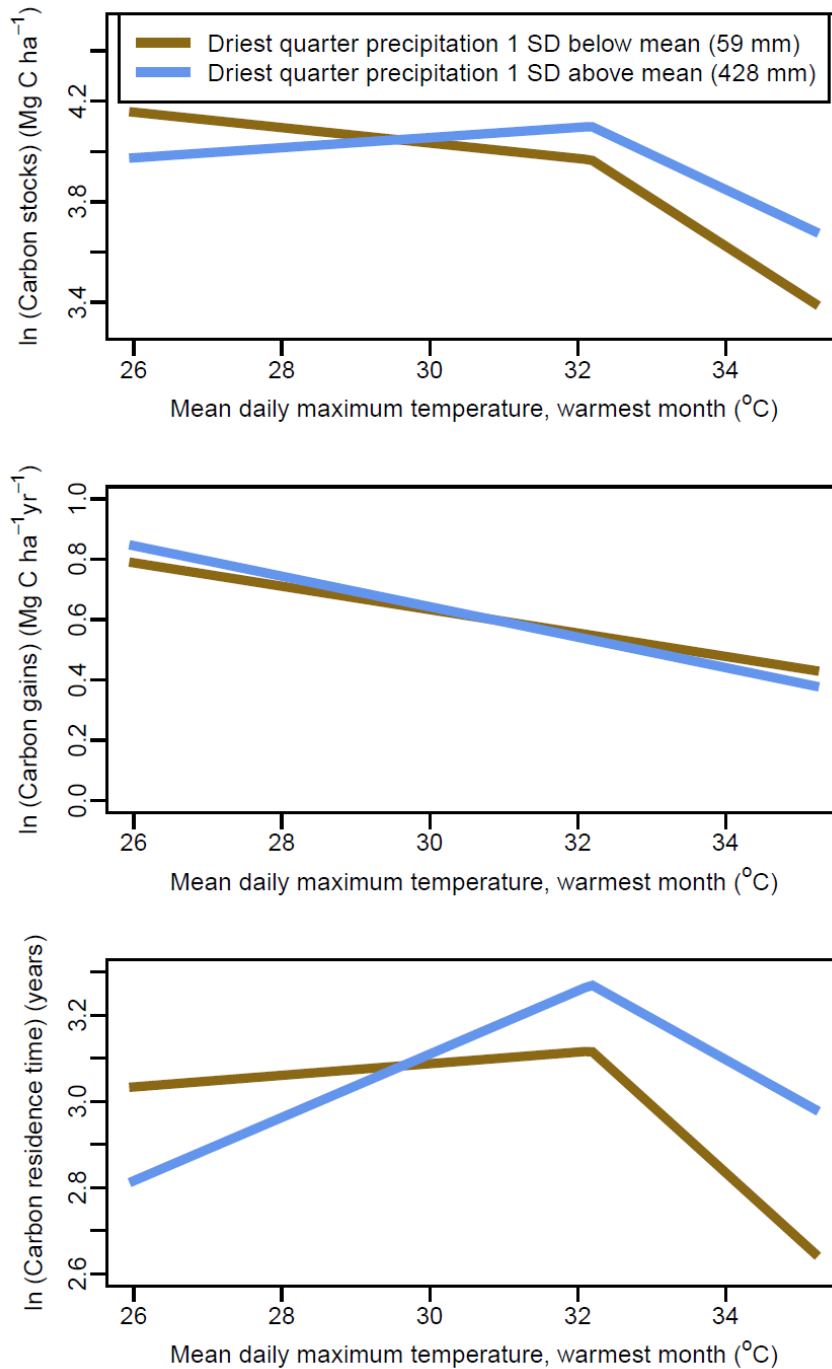 Driest quarter precipitation 1 SD below mean (59 mm)
Driest quarter precipitation 1 SD above mean (428 mm)
ln (Carbon stocks) (Mg C ha⁻¹)
4.2
3.8
3.4
26 28 30 32 34
Mean daily maximum temperature, warmest month (°C)
ln (Carbon gains) (Mg C ha⁻¹yr⁻¹)
1.0
0.8
0.6
0.4
0.2
0.0
26 28 30 32 34
Mean daily maximum temperature, warmest month (°C)
ln (Carbon residence time) (years)
3.2
3.0
2.8
2.6
26 28 30 32 34
Mean daily maximum temperature, warmest month (°C)